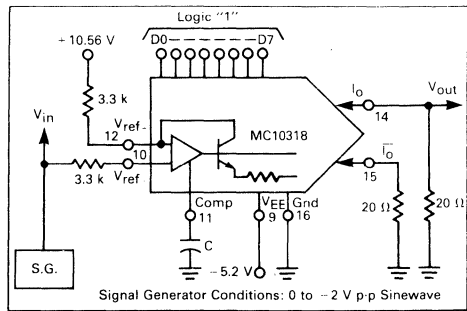 Logic "1"
D0 D7
+10.56 V
3.3 k
Vin
Vref-
12
10
Vref
3.3 k
MC10318
IO
14
Vout
IO
15
Comp
11
VEE
9
Gnd
16
20 Ω
20 Ω
C
-5.2 V
S.G.
Signal Generator Conditions: 0 to -2 V p-p Sinewave